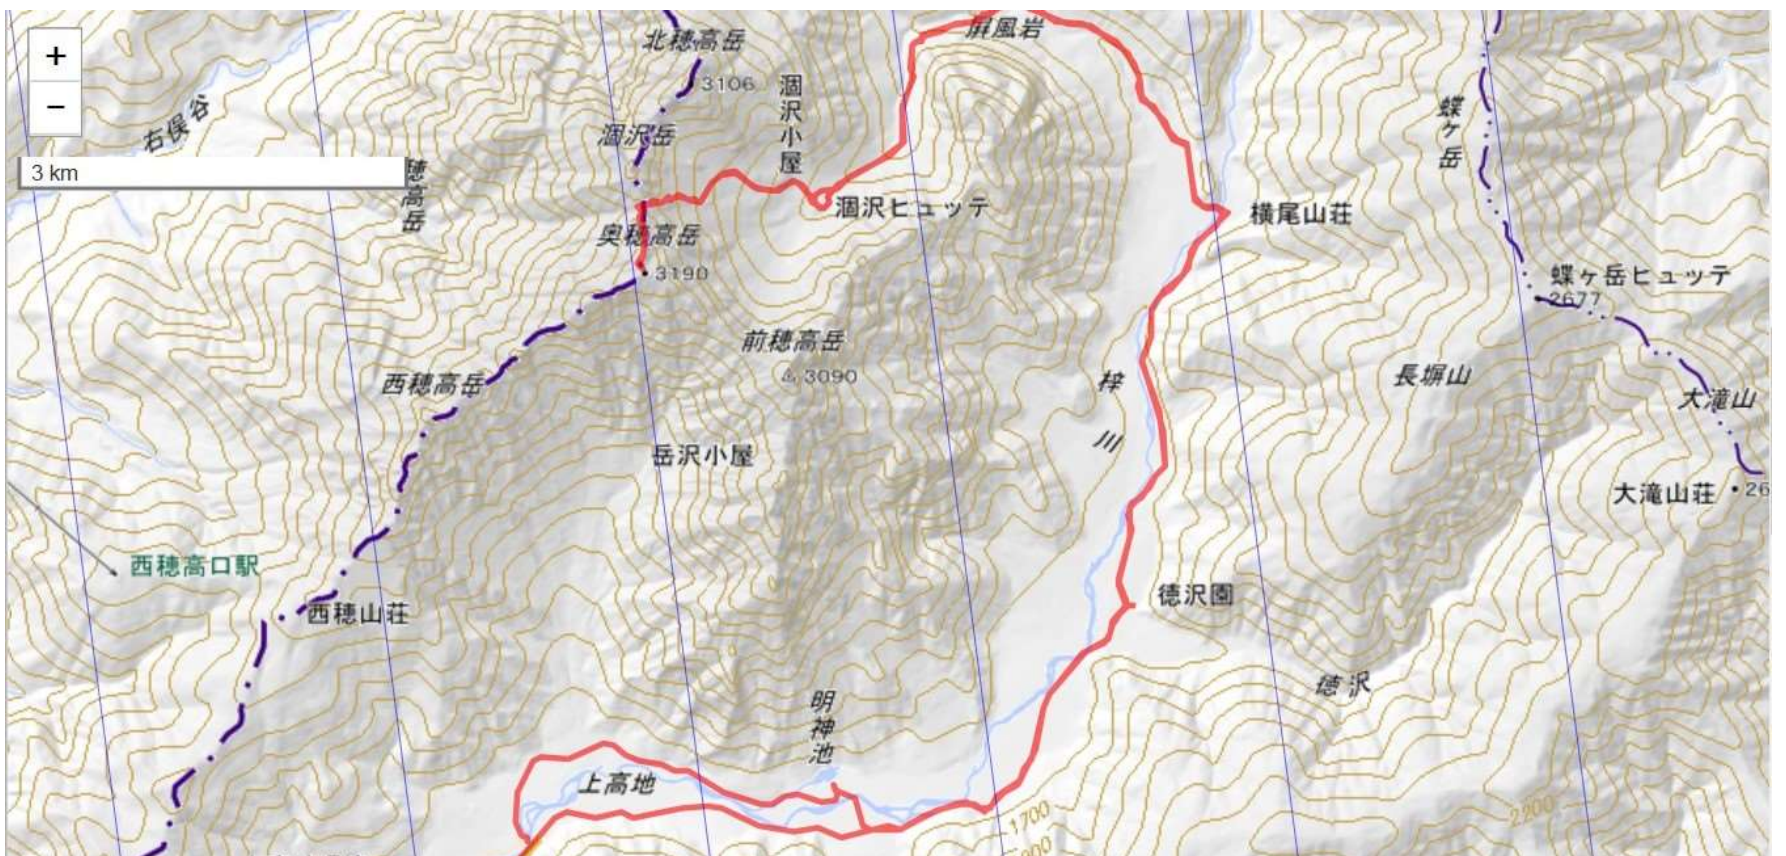 +
−
3 km
右俣谷
穂高岳
北穂高岳
3106
涸沢小屋
涸沢岳
屏風岩
涸沢ヒュッテ
奥穂高岳
3190
横尾山荘
蝶ヶ岳
蝶ヶ岳ヒュッテ
2677
前穂高岳
3090
西穂高岳
梓川
長塀山
大滝山
岳沢小屋
大滝山荘
26
西穂高口駅
西穂山荘
徳沢園
徳沢
明神池
上高地
1700
2200